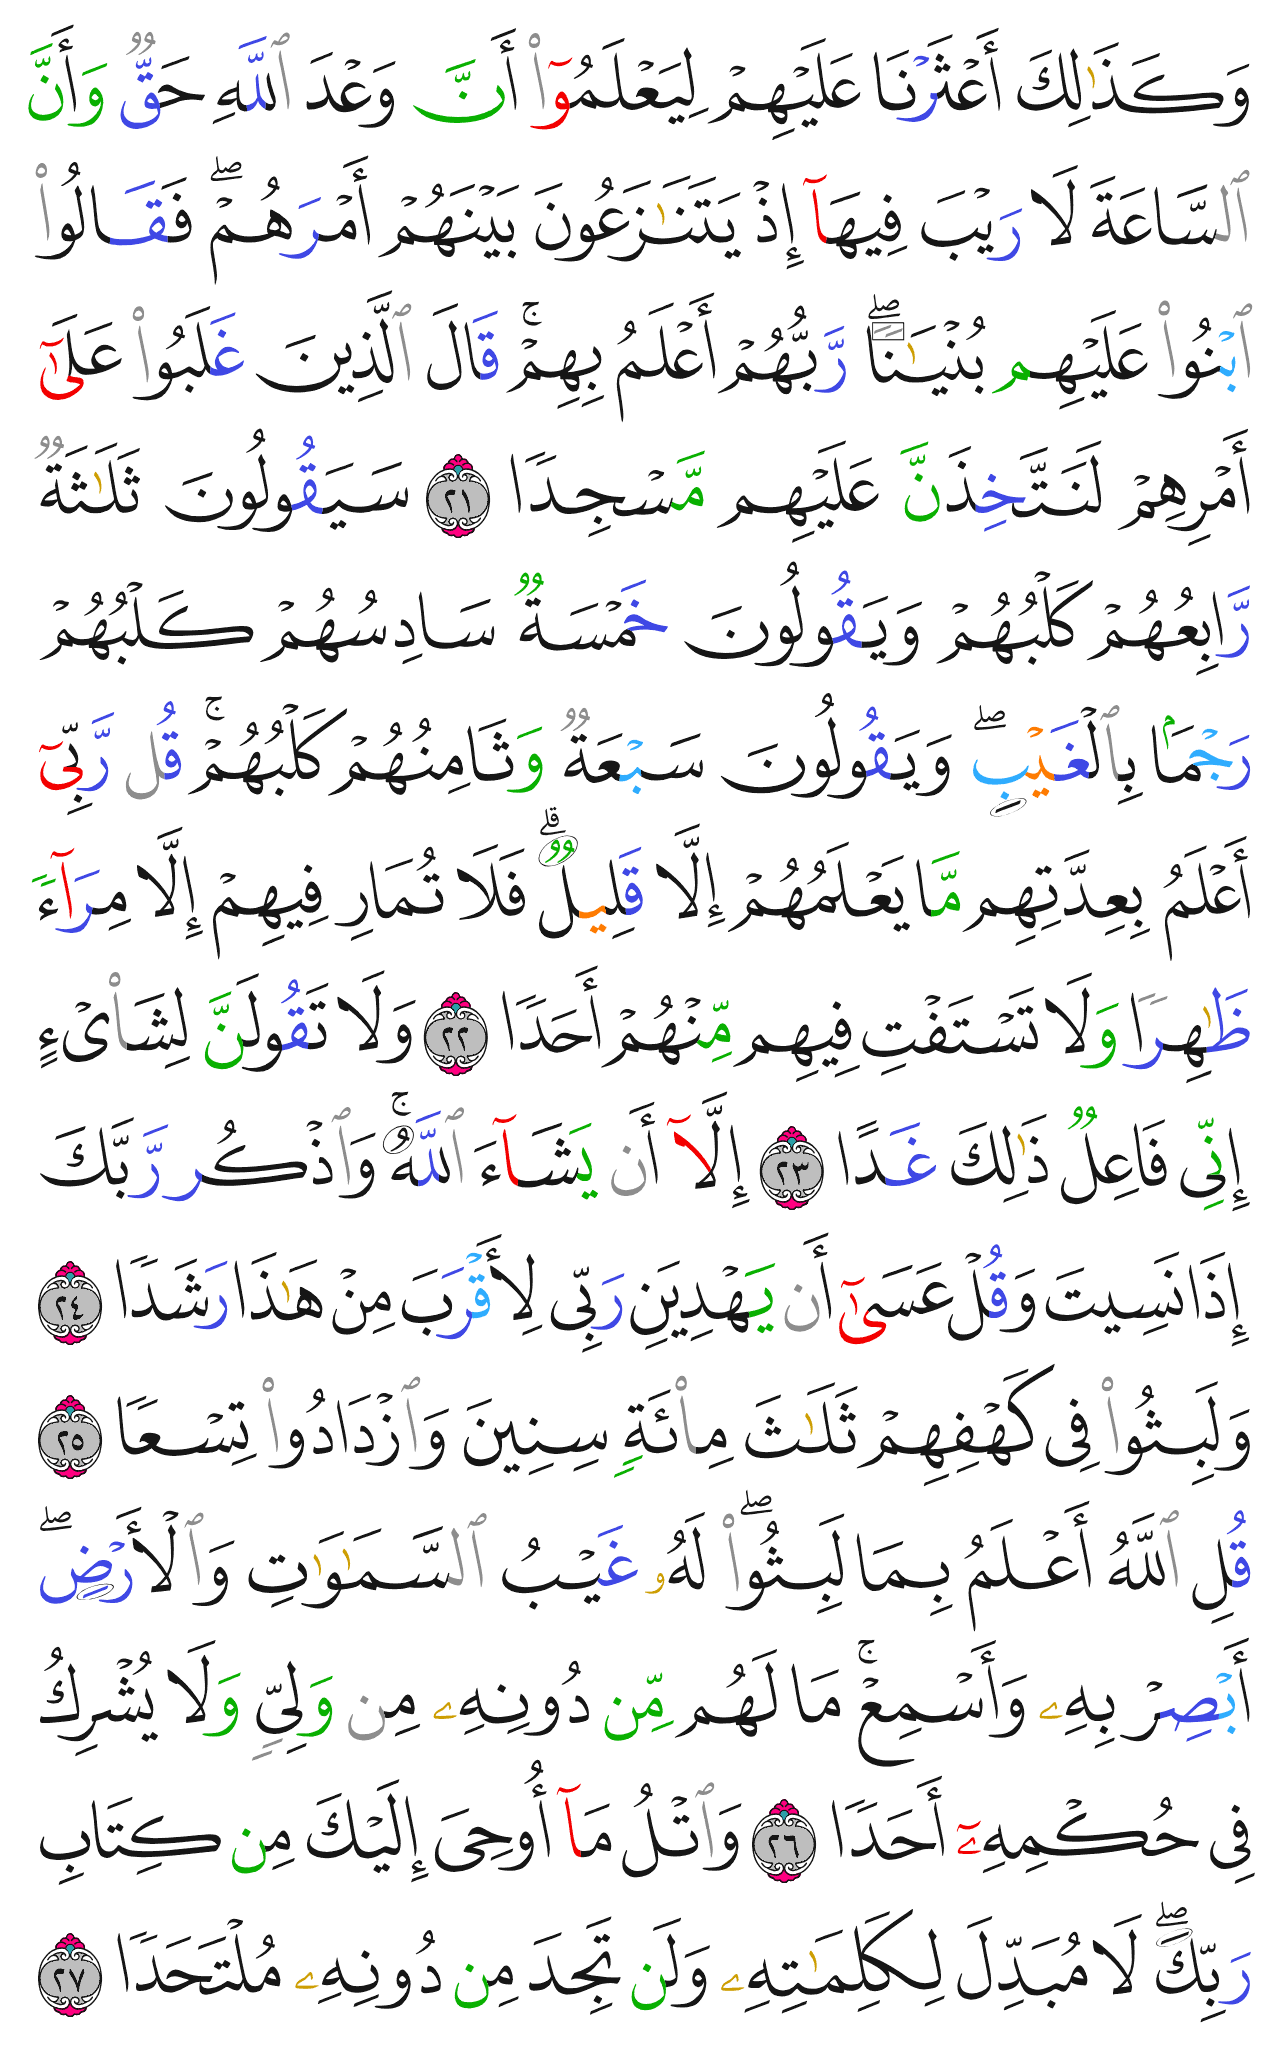 وَكَذَٰلِكَ أَعْثَرْنَا عَلَيْهِمْ لِيَعْلَمُوٓا۟ أَنَّ وَعْدَ ٱللَّهِ حَقٌّ وَأَنَّ
ٱلسَّاعَةَ لَا رَيْبَ فِيهَآ إِذْ يَتَنَـٰزَعُونَ بَيْنَهُمْ أَمْرَهُمْ ۖ فَقَالُوا۟
ٱبْنُوا۟ عَلَيْهِم بُنْيَـٰنًا ۖ رَّبُّهُمْ أَعْلَمُ بِهِمْ ۚ قَالَ ٱلَّذِينَ غَلَبُوا۟ عَلَىٰٓ
أَمْرِهِمْ لَنَتَّخِذَنَّ عَلَيْهِم مَّسْجِدًا ٢١ سَيَقُولُونَ ثَلَـٰثَةٌ
رَّابِعُهُمْ كَلْبُهُمْ وَيَقُولُونَ خَمْسَةٌ سَادِسُهُمْ كَلْبُهُمْ
رَجْمًۢا بِٱلْغَيْبِ ۖ وَيَقُولُونَ سَبْعَةٌ وَثَامِنُهُمْ كَلْبُهُمْ ۚ قُل رَّبِّىٓ
أَعْلَمُ بِعِدَّتِهِم مَّا يَعْلَمُهُمْ إِلَّا قَلِيلٌ ۗ فَلَا تُمَارِ فِيهِمْ إِلَّا مِرَآءً
ظَـٰهِرًا وَلَا تَسْتَفْتِ فِيهِم مِّنْهُمْ أَحَدًا ٢٢ وَلَا تَقُولَنَّ لِشَا۟ىْءٍ
إِنِّى فَاعِلٌ ذَٰلِكَ غَدًا ٢٣ إِلَّآ أَن يَشَآءَ ٱللَّهُ ۚ وَٱذْكُر رَّبَّكَ
إِذَا نَسِيتَ وَقُلْ عَسَىٰٓ أَن يَهْدِيَنِ رَبِّى لِأَقْرَبَ مِنْ هَـٰذَا رَشَدًا ٢٤
وَلَبِثُوا۟ فِى كَهْفِهِمْ ثَلَـٰثَ مِا۟ئَةٍ سِنِينَ وَٱزْدَادُوا۟ تِسْعًا ٢٥
قُلِ ٱللَّهُ أَعْلَمُ بِمَا لَبِثُوا۟ ۖ لَهُۥ غَيْبُ ٱلسَّمَـٰوَٰتِ وَٱلْأَرْضِ ۖ
أَبْصِرْ بِهِۦ وَأَسْمِعْ ۚ مَا لَهُم مِّن دُونِهِۦ مِن وَلِىٍّ وَلَا يُشْرِكُ
فِى حُكْمِهِۦٓ أَحَدًا ٢٦ وَٱتْلُ مَآ أُوحِىَ إِلَيْكَ مِن كِتَابِ
رَبِّكَ ۖ لَا مُبَدِّلَ لِكَلِمَـٰتِهِۦ وَلَن تَجِدَ مِن دُونِهِۦ مُلْتَحَدًا ٢٧